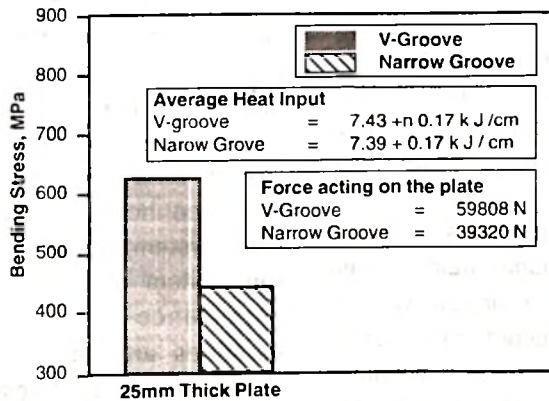 900
800
700
600
500
400
300
Bending Stress, MPa
V-Groove
Narrow Groove
Average Heat Input
V-groove = 7.43 +n 0.17 k J /cm
Narow Grove = 7.39 + 0.17 k J / cm
Force acting on the plate
V-Groove = 59808 N
Narrow Groove = 39320 N
25mm Thick Plate